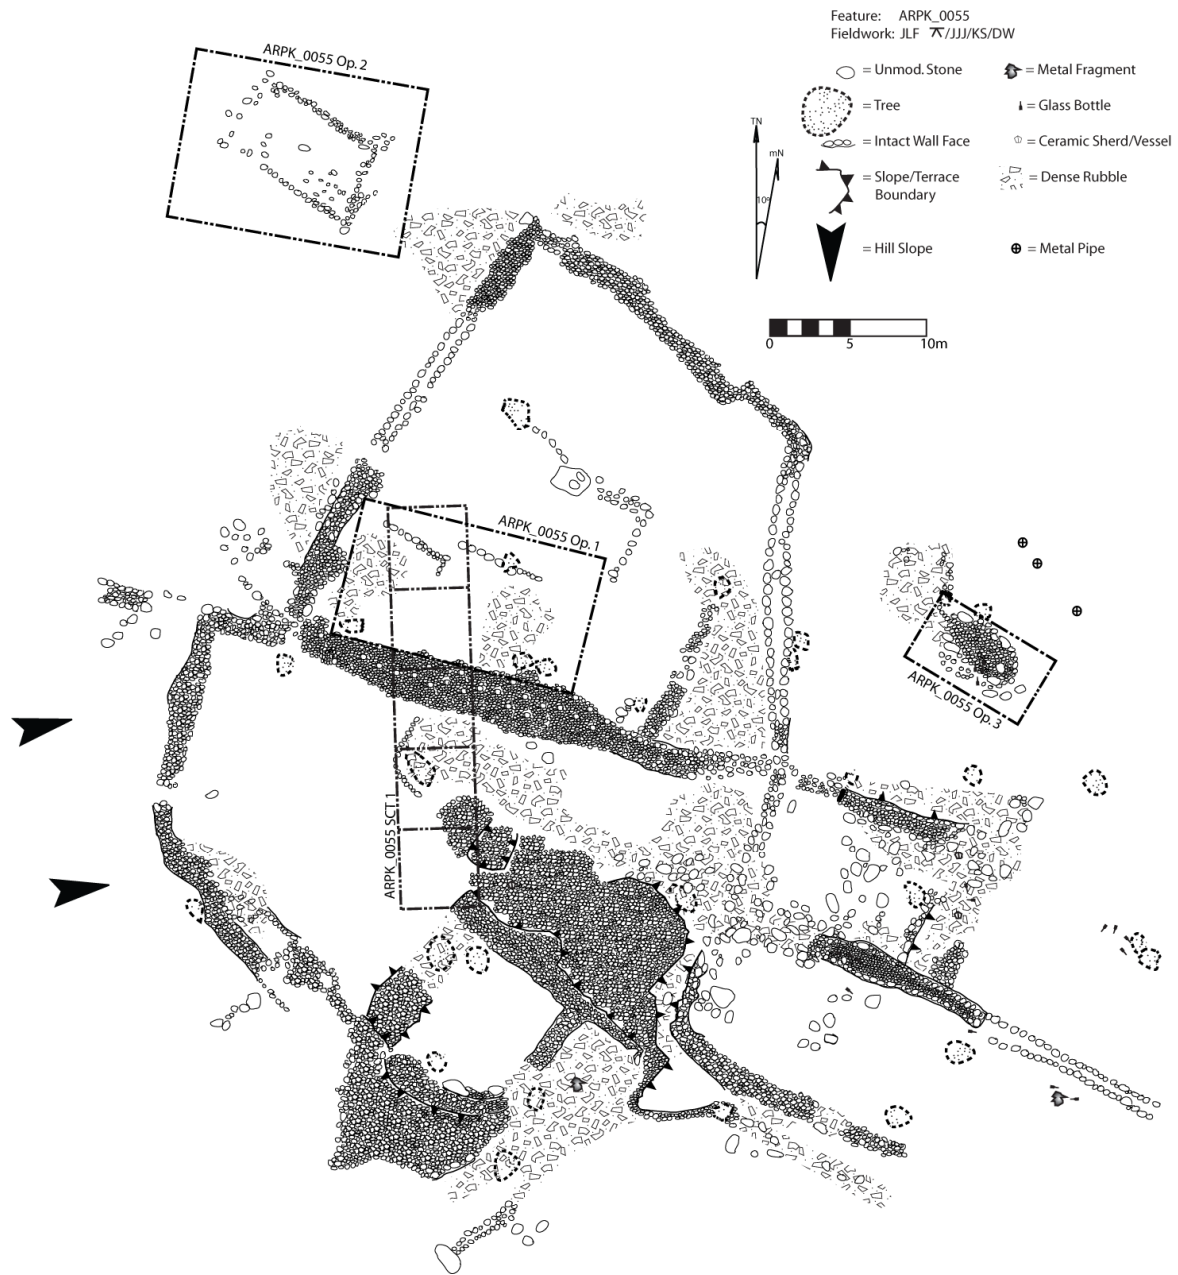 Feature: ARPK_0055
Fieldwork: JLF /JJJ/KS/DW
= Unmod. Stone
= Metal Fragment
= Tree
= Glass Bottle
= Intact Wall Face
= Ceramic Sherd/Vessel
= Slope/Terrace
Boundary
= Dense Rubble
= Hill Slope
= Metal Pipe
TN
mN
10º
0 5 10m
ARPK_0055 Op. 2
ARPK_0055 Op. 1
ARPK_0055 Op. 3
ARPK_0055 SCT 1